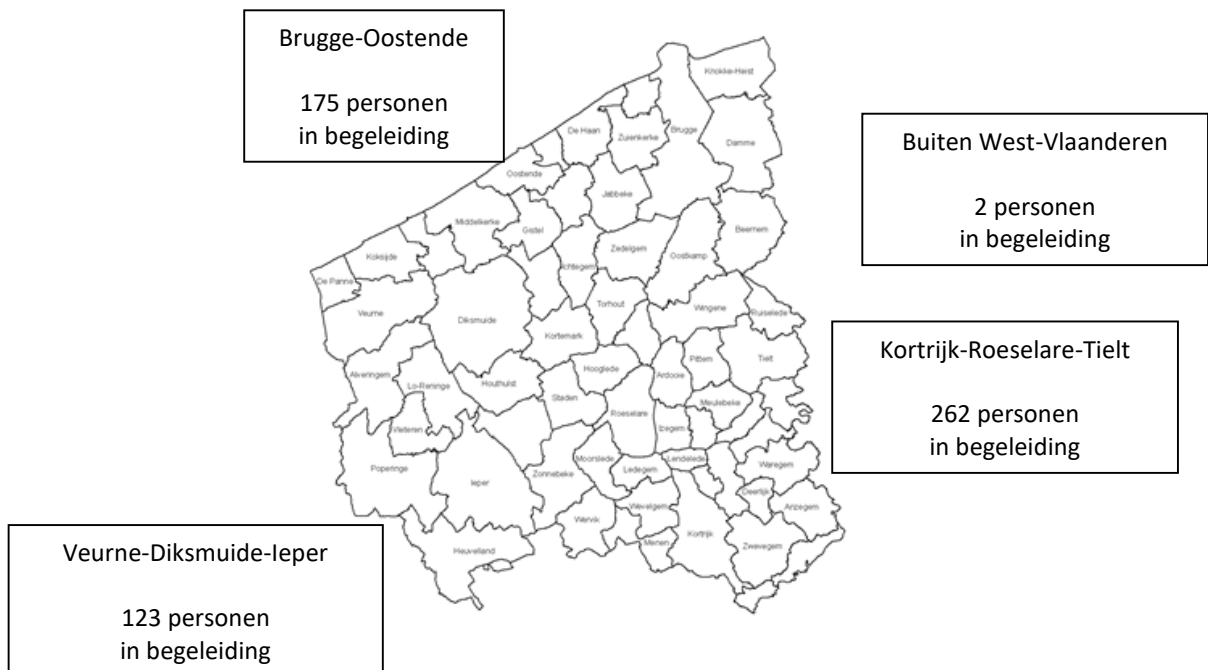 Brugge-Oostende
175 personen
in begeleiding
Buiten West-Vlaanderen
2 personen
in begeleiding
Kortrijk-Roeselare-Tielt
262 personen
in begeleiding
Veurne-Diksmuide-Ieper
123 personen
in begeleiding
Knokke-Heist
De Haan
Zuienkerke
Brugge
Damme
Oostende
Jabbeke
Middelkerke
Gistel
Beernem
Koksijde
Zedelgem
Oostkamp
Ichtegem
De Panne
Veurne
Diksmuide
Torhout
Wingene
Ruiselede
Kortemark
Hooglede
Ardooie
Pittem
Tielt
Alveringem
Lo-Reninge
Houthulst
Staden
Roeselare
Meulebeke
Vleteren
Izegem
Poperinge
Ieper
Zonnebeke
Moorslede
Ledegem
Lendelede
Waregem
Deerlijk
Anzegem
Wervik
Wevelgem
Menen
Kortrijk
Zwevegem
Heuvelland